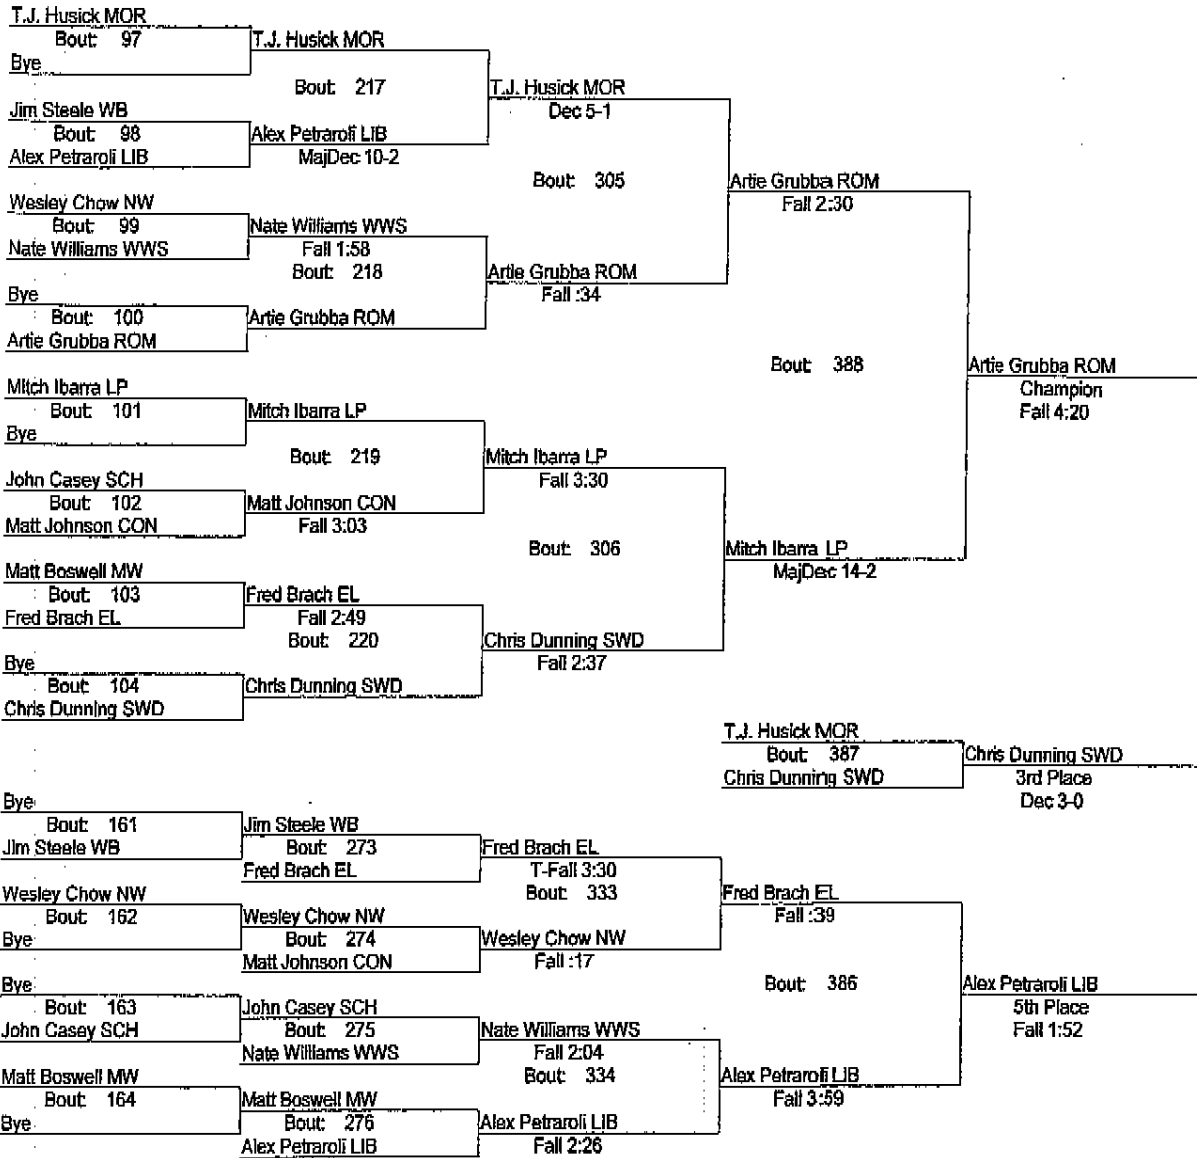 T.J. Husick MOR
Bout: 97
Bye
T.J. Husick MOR
Bout: 217
Jim Steele WB
Bout: 98
Alex Petraroli LIB
Alex Petraroli LIB
MajDec 10-2
T.J. Husick MOR
Dec 5-1
Bout: 305
Wesley Chow NW
Bout: 99
Nate Williams WWS
Nate Williams WWS
Fall 1:58
Bout: 218
Bye
Bout: 100
Artie Grubba ROM
Artie Grubba ROM
Artie Grubba ROM
Fall :34
Artie Grubba ROM
Fall 2:30
Bout: 388
Artie Grubba ROM
Champion
Fall 4:20
Mitch Ibarra LP
Bout: 101
Bye
Mitch Ibarra LP
Bout: 219
John Casey SCH
Bout: 102
Matt Johnson CON
Matt Johnson CON
Fall 3:03
Mitch Ibarra LP
Fall 3:30
Bout: 306
Matt Boswell MW
Bout: 103
Fred Brach EL
Fred Brach EL
Fall 2:49
Bout: 220
Bye
Bout: 104
Chris Dunning SWD
Chris Dunning SWD
Chris Dunning SWD
Fall 2:37
Mitch Ibarra LP
MajDec 14-2
T.J. Husick MOR
Bout: 387
Chris Dunning SWD
Chris Dunning SWD
3rd Place
Dec 3-0
Bye
Bout: 161
Jim Steele WB
Jim Steele WB
Bout: 273
Fred Brach EL
Fred Brach EL
T-Fall 3:30
Bout: 333
Wesley Chow NW
Bout: 162
Bye
Wesley Chow NW
Bout: 274
Matt Johnson CON
Wesley Chow NW
Fall :17
Fred Brach EL
Fall :39
Bout: 386
Bye
Bout: 163
John Casey SCH
John Casey SCH
Bout: 275
Nate Williams WWS
Nate Williams WWS
Fall 2:04
Bout: 334
Matt Boswell MW
Bout: 164
Bye
Matt Boswell MW
Bout: 276
Alex Petraroli LIB
Alex Petraroli LIB
Fall 2:26
Alex Petraroli LIB
Fall 3:59
Alex Petraroli LIB
5th Place
Fall 1:52